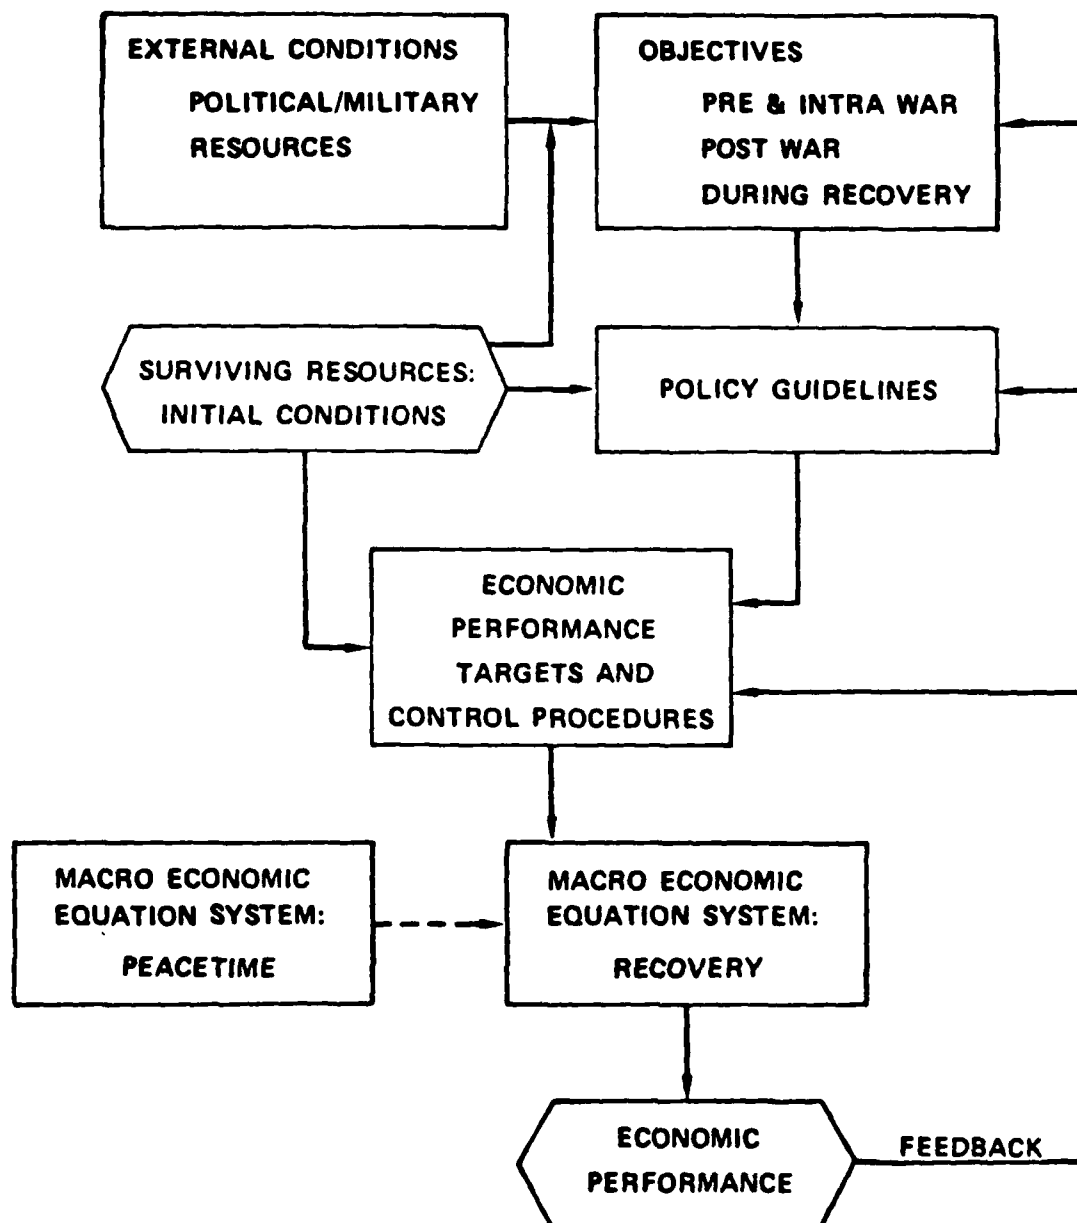 EXTERNAL CONDITIONS
POLITICAL/MILITARY
RESOURCES
OBJECTIVES
PRE & INTRA WAR
POST WAR
DURING RECOVERY
SURVIVING RESOURCES:
INITIAL CONDITIONS
POLICY GUIDELINES
ECONOMIC
PERFORMANCE
TARGETS AND
CONTROL PROCEDURES
MACRO ECONOMIC
EQUATION SYSTEM:
PEACETIME
MACRO ECONOMIC
EQUATION SYSTEM:
RECOVERY
ECONOMIC
PERFORMANCE
FEEDBACK